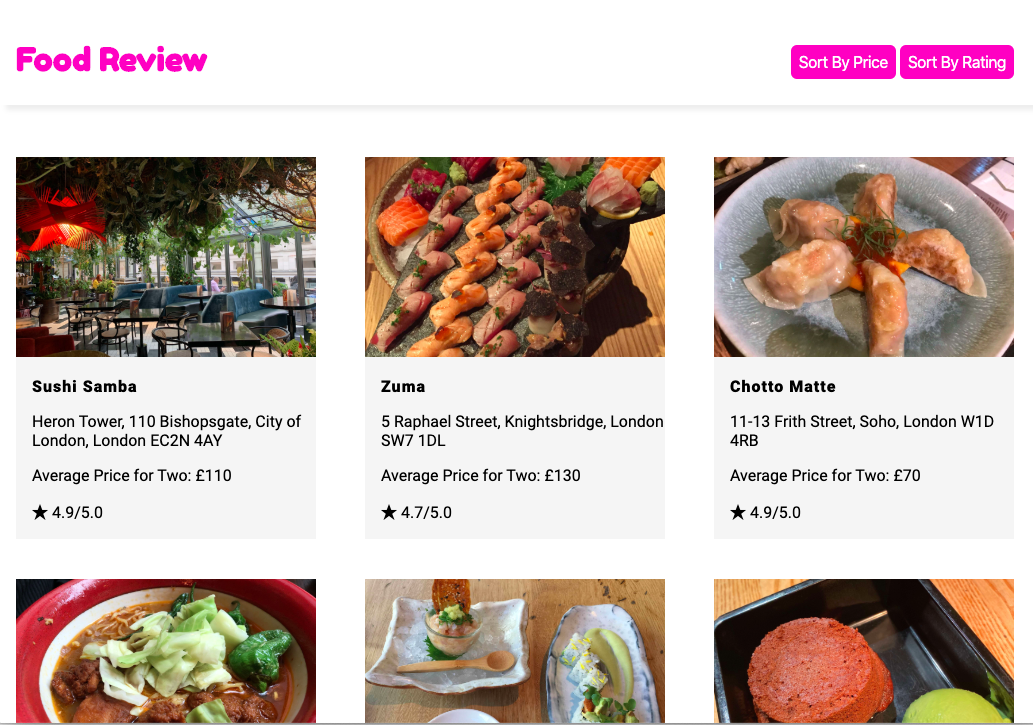 Food Review
Sort By Price
Sort By Rating
Sushi Samba
Heron Tower, 110 Bishopsgate, City of
London, London EC2N 4AY
Average Price for Two: £110
★ 4.9/5.0
Zuma
5 Raphael Street, Knightsbridge, London
SW7 1DL
Average Price for Two: £130
★ 4.7/5.0
Chotto Matte
11-13 Frith Street, Soho, London W1D
4RB
Average Price for Two: £70
★ 4.9/5.0